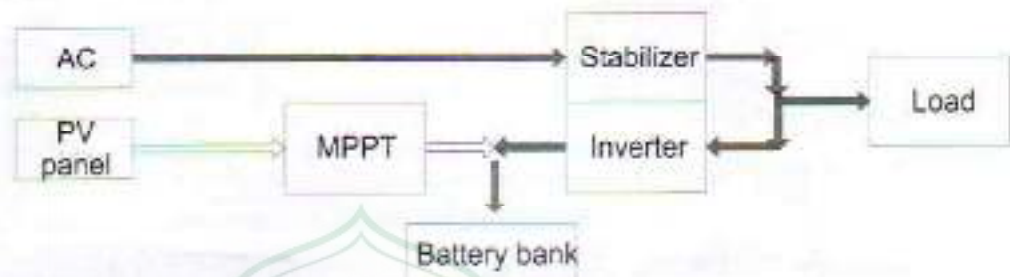 AC
Stabilizer
Load
PV
panel
MPPT
Inverter
Battery bank